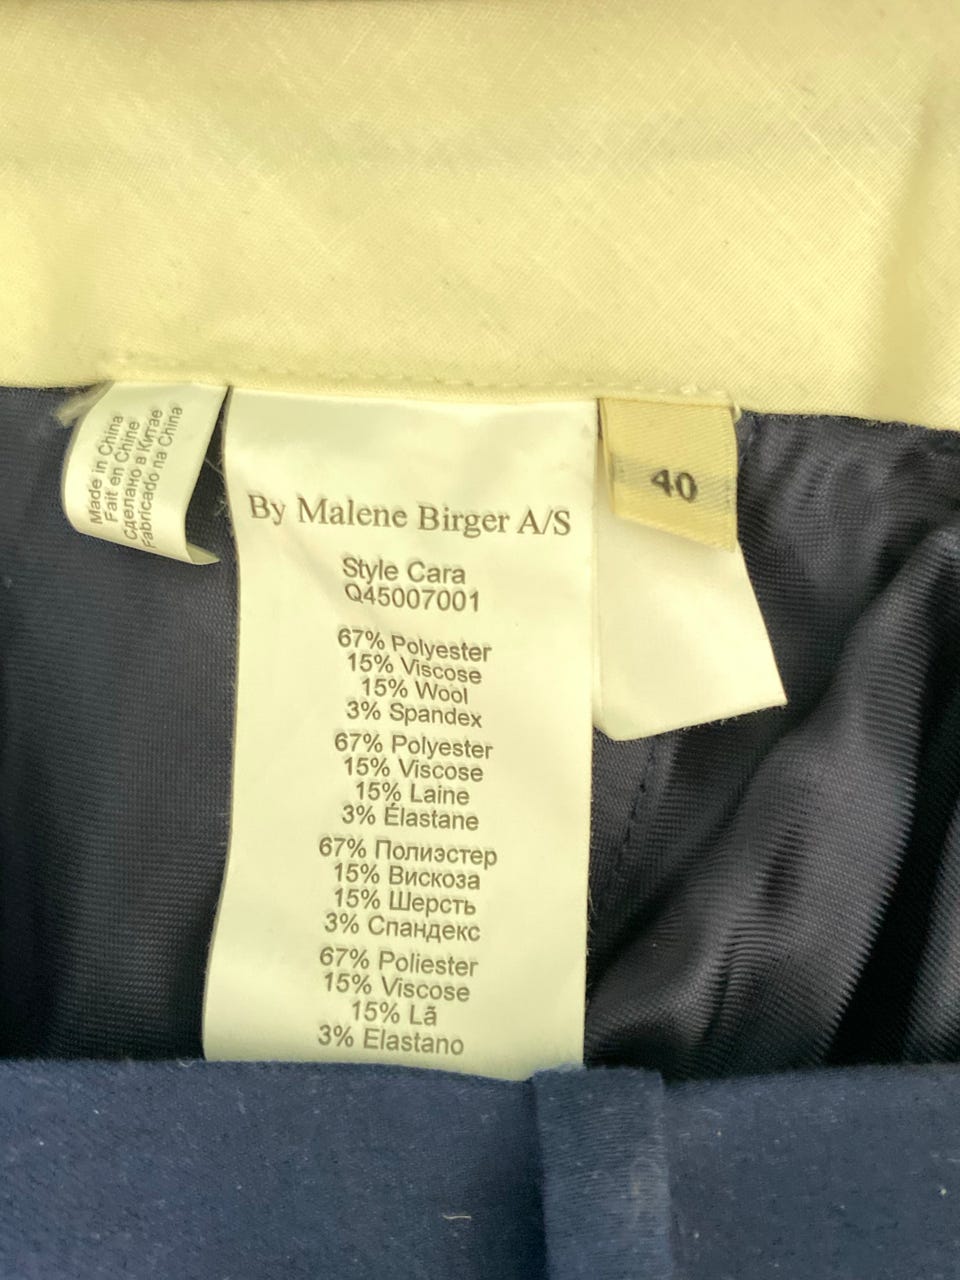 Made in China
Fait en Chine
Сделано в Китае
Fabricado na China
By Malene Birger A/S
Style Cara
Q45007001
67% Polyester
15% Viscose
15% Wool
3% Spandex
67% Polyester
15% Viscose
15% Laine
3% Élastane
67% Полиэстер
15% Вискоза
15% Шерсть
3% Спандекс
67% Poliester
15% Viscose
15% Lã
3% Elastano
40